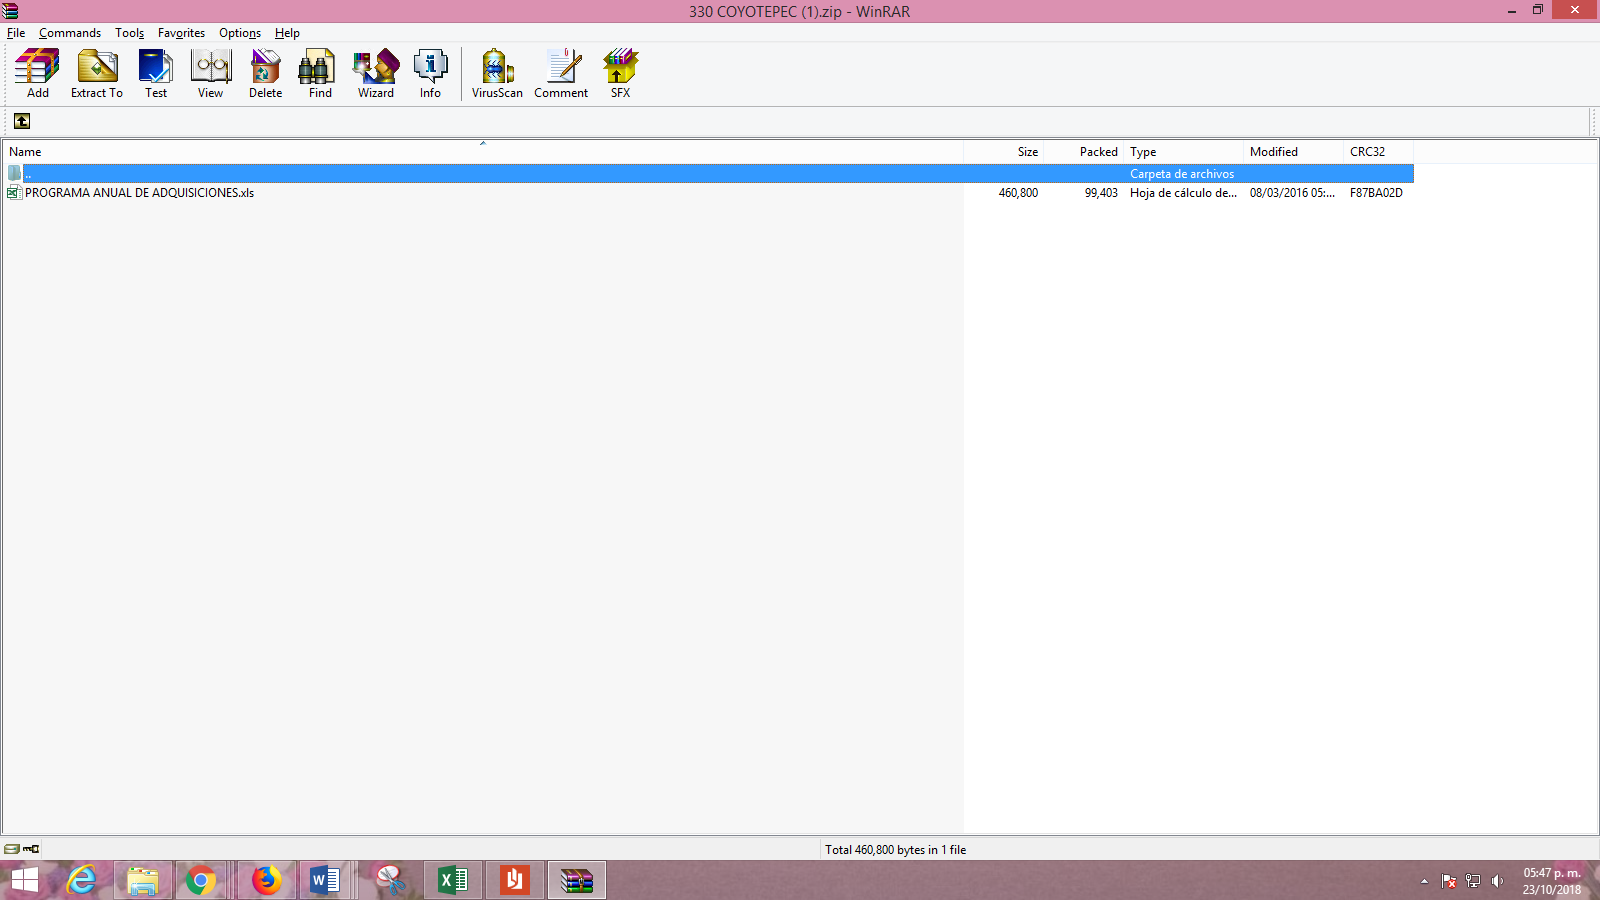 330 COYOTEPEC (1).zip - WinRAR
File Commands Tools Favorites Options Help
Add Extract To Test View Delete Find Wizard Info VirusScan Comment SFX
Name Size Packed Type Modified CRC32
.. Carpeta de archivos
PROGRAMA ANUAL DE ADQUISICIONES.xls 460,800 99,403 Hoja de cálculo de... 08/03/2016 05:... F87BA02D
Total 460,800 bytes in 1 file
05:47 p. m.
23/10/2018